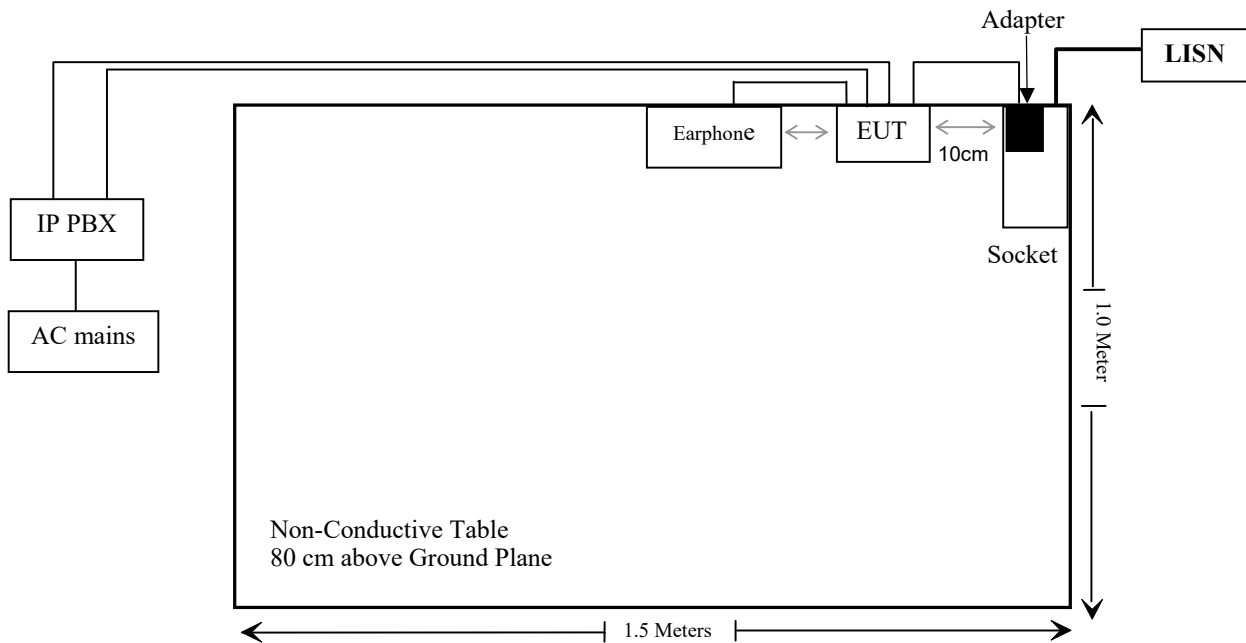 Adapter
LISN
Earphone
EUT
10cm
IP PBX
Socket
AC mains
1.0 Meter
Non-Conductive Table
80 cm above Ground Plane
1.5 Meters